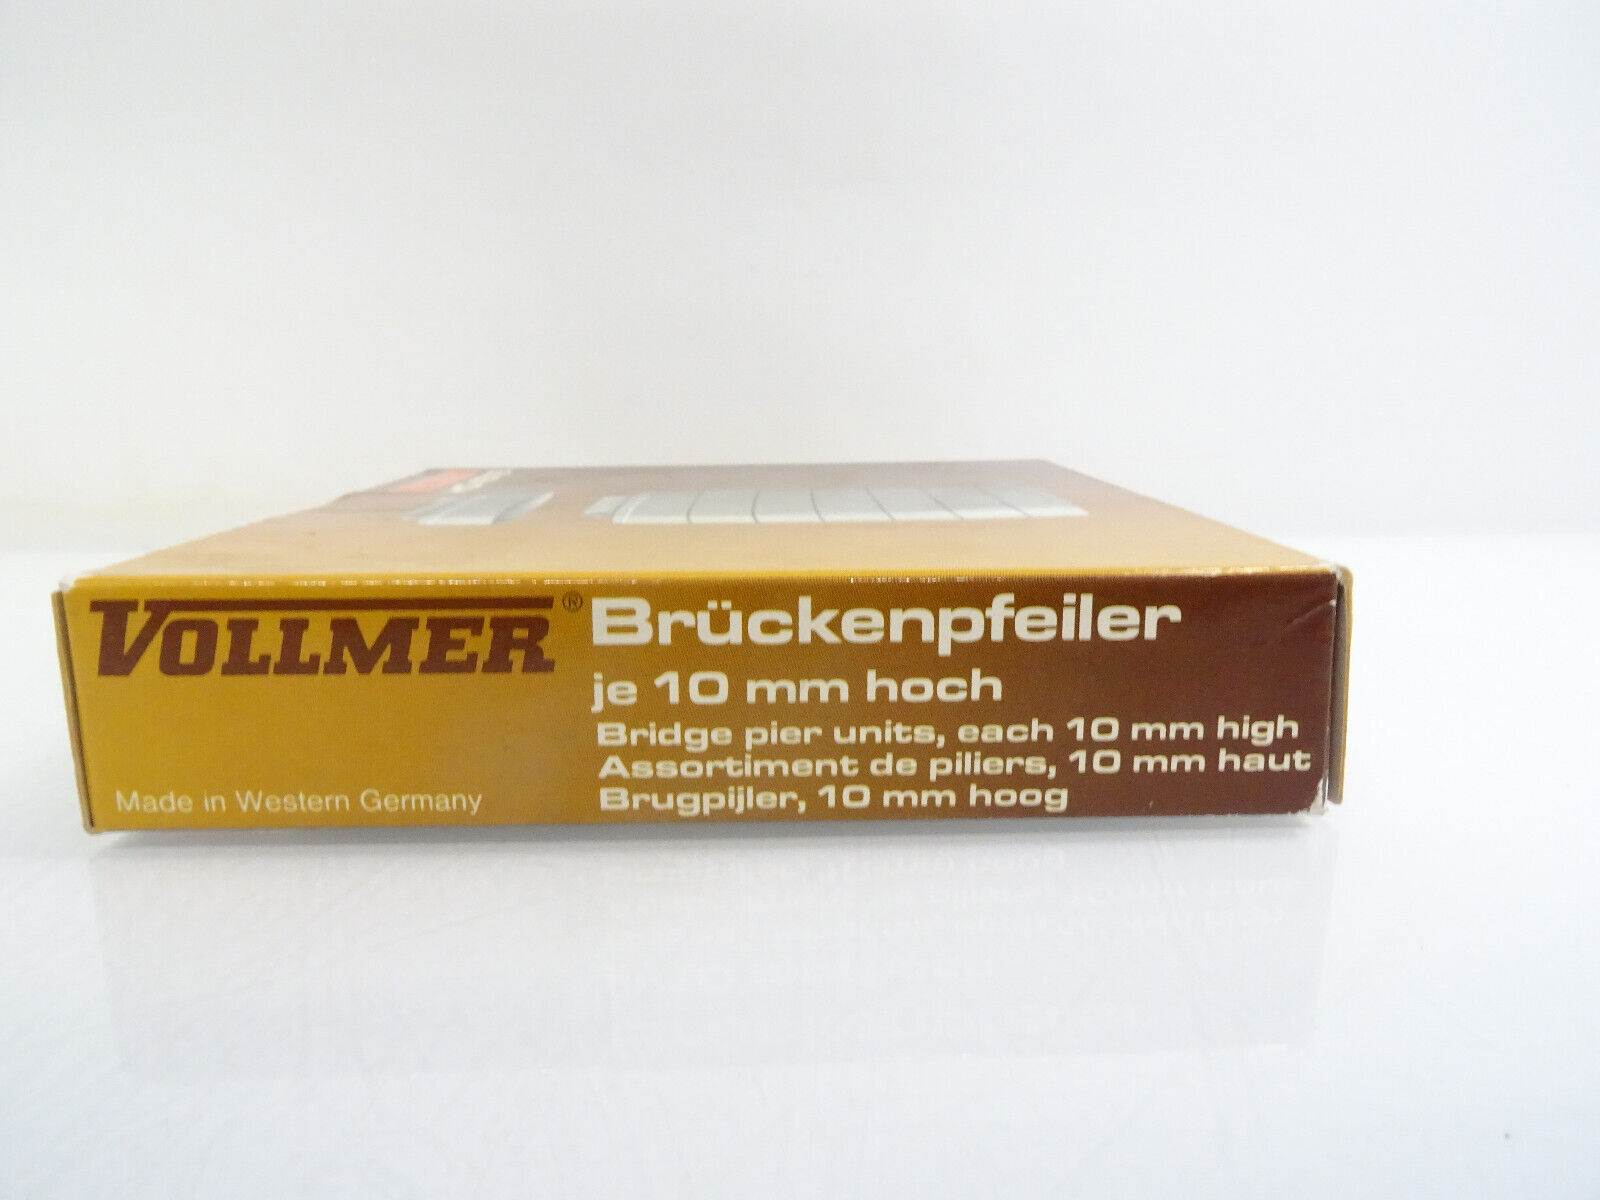 VOLLMER®
Brückenpfeiler
je 10 mm hoch
Bridge pier units, each 10 mm high
Assortiment de piliers, 10 mm haut
Brugpijler, 10 mm hoog
Made in Western Germany